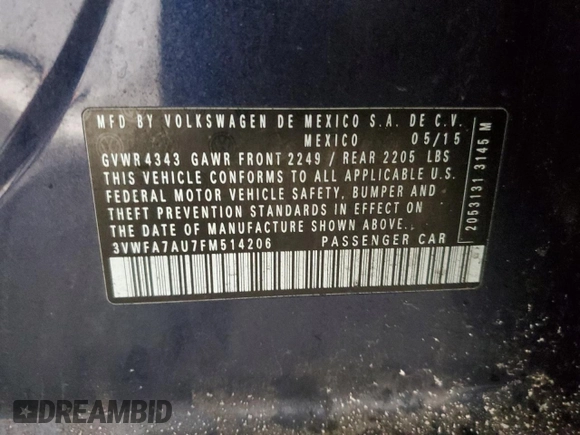 MFD BY VOLKSWAGEN DE MEXICO S.A. DE C.V.
MEXICO 05/15
GVWR 4343 GAWR FRONT 2249 / REAR 2205 LBS
THIS VEHICLE CONFORMS TO ALL APPLICABLE U.S.
FEDERAL MOTOR VEHICLE SAFETY, BUMPER AND
THEFT PREVENTION STANDARDS IN EFFECT ON
THE DATE OF MANUFACTURE SHOWN ABOVE.
3VWFA7AU7FM514206 PASSENGER CAR
2053131 3145 M
DREAMBID